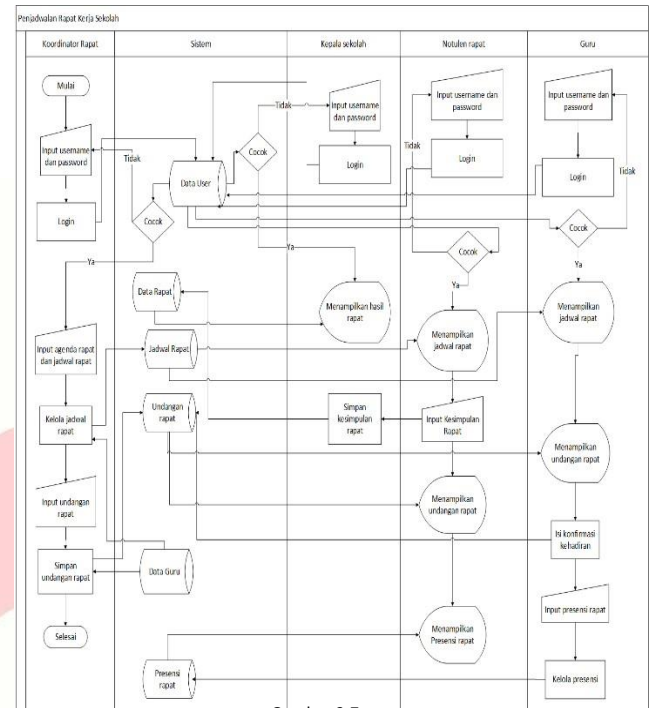 Penjadwalan Rapat Kerja Sekolah
Koordinator Rapat
Sistem
Kepala sekolah
Notulen rapat
Guru
Mulai
Input username
dan password
Login
Tidak
Cocok
Ya
Input agenda rapat
dan jadwal rapat
Kelola jadwal
rapat
Input undangan
rapat
Simpan
undangan rapat
Selesai
Data User
Cocok
Tidak
Ya
Data Rapat
Jadwal Rapat
Undangan
rapat
Data Guru
Presensi
rapat
Input username
dan password
Login
Menampilkan hasil
rapat
Simpan
kesimpulan
rapat
Input username dan
password
Login
Tidak
Cocok
Ya
Menampilkan
jadwal rapat
Input Kesimpulan
Rapat
Menampilkan
undangan rapat
Menampilkan
Presensi rapat
Input username dan
password
Login
Tidak
Cocok
Ya
Menampilkan
jadwal rapat
Menampilkan
undangan rapat
Isi konfirmasi
kehadiran
Input presensi rapat
Kelola presensi